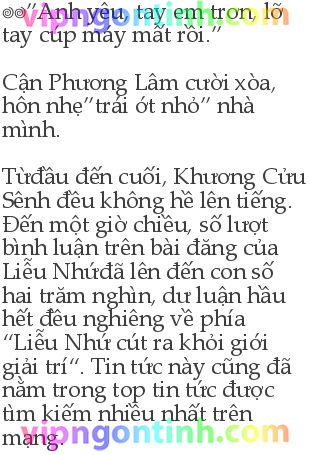 ”Anh yêu, tay em trơn, lỡ
tay cúp máy mất rồi.”
vipngontinh.com
Cận Phương Lâm cười xòa,
hôn nhẹ”trái ớt nhỏ” nhà
mình.
Từđầu đến cuối, Khương Cửu
Sênh đều không hề lên tiếng.
Đến một giờ chiều, số lượt
bình luận trên bài đăng của
Liễu Nhứđã lên đến con số
hai trăm nghìn, dư luận hầu
hết đều nghiêng về phía
“Liễu Nhứ cút ra khỏi giới
giải trí“. Tin tức này cũng đã
nằm trong top tin tức được
tìm kiếm nhiều nhất trên
mạng.
vipngontinh.com